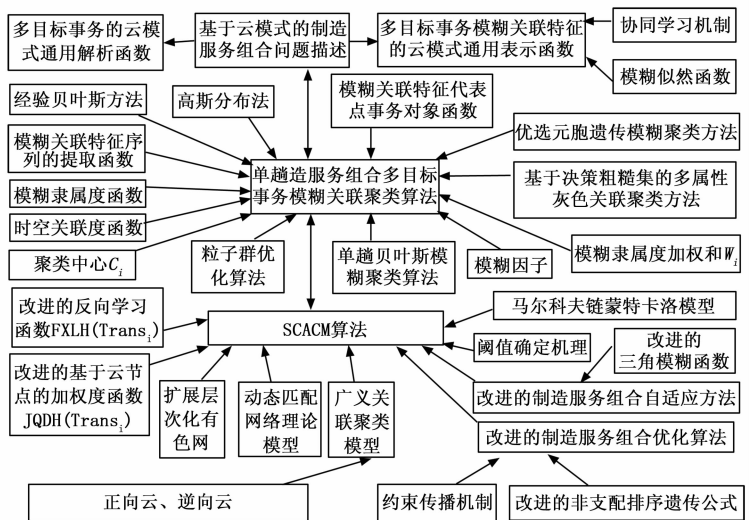 多目标事务的云模
式通用解析函数
基于云模式的制造
服务组合问题描述
多目标事务模糊关联特征
的云模式通用表示函数
协同学习机制
模糊似然函数
经验贝叶斯方法
高斯分布法
模糊关联特征代表
点事务对象函数
优选元胞遗传模糊聚类方法
模糊关联特征序
列的提取函数
单趟造服务组合多目标
事务模糊关联聚类算法
基于决策粗糙集的多属性
灰色关联聚类方法
模糊隶属度函数
时空关联度函数
聚类中心Ci
粒子群优
化算法
单趟贝叶斯模
糊聚类算法
模糊因子
模糊隶属度加权和Wi
改进的反向学习
函数FXLH(Transi)
SCACM算法
马尔科夫链蒙特卡洛模型
阈值确定机理
改进的
三角模糊函数
改进的基于云节
点的加权度函数
JQDH(Transi)
扩展层
次化有
色网
动态匹配
网络理论
模型
广义关
联聚类
模型
改进的制造服务组合自适应方法
改进的制造服务组合优化算法
正向云、逆向云
约束传播机制
改进的非支配排序遗传公式